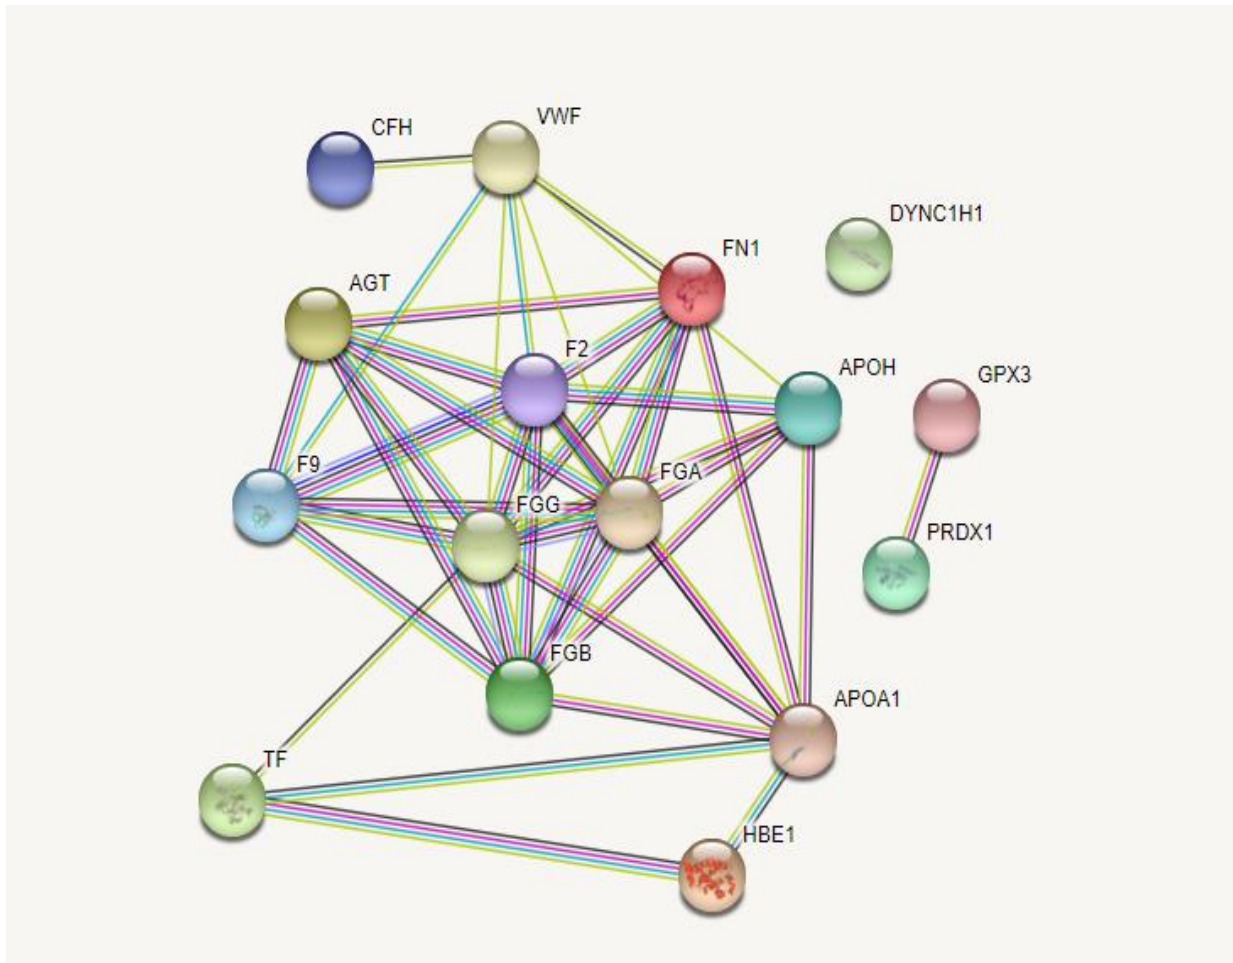 VWF
CFH
DYNC1H1
FN1
AGT
F2
APOH
GPX3
F9
FGA
FGG
PRDX1
FGB
APOA1
TF
HBE1